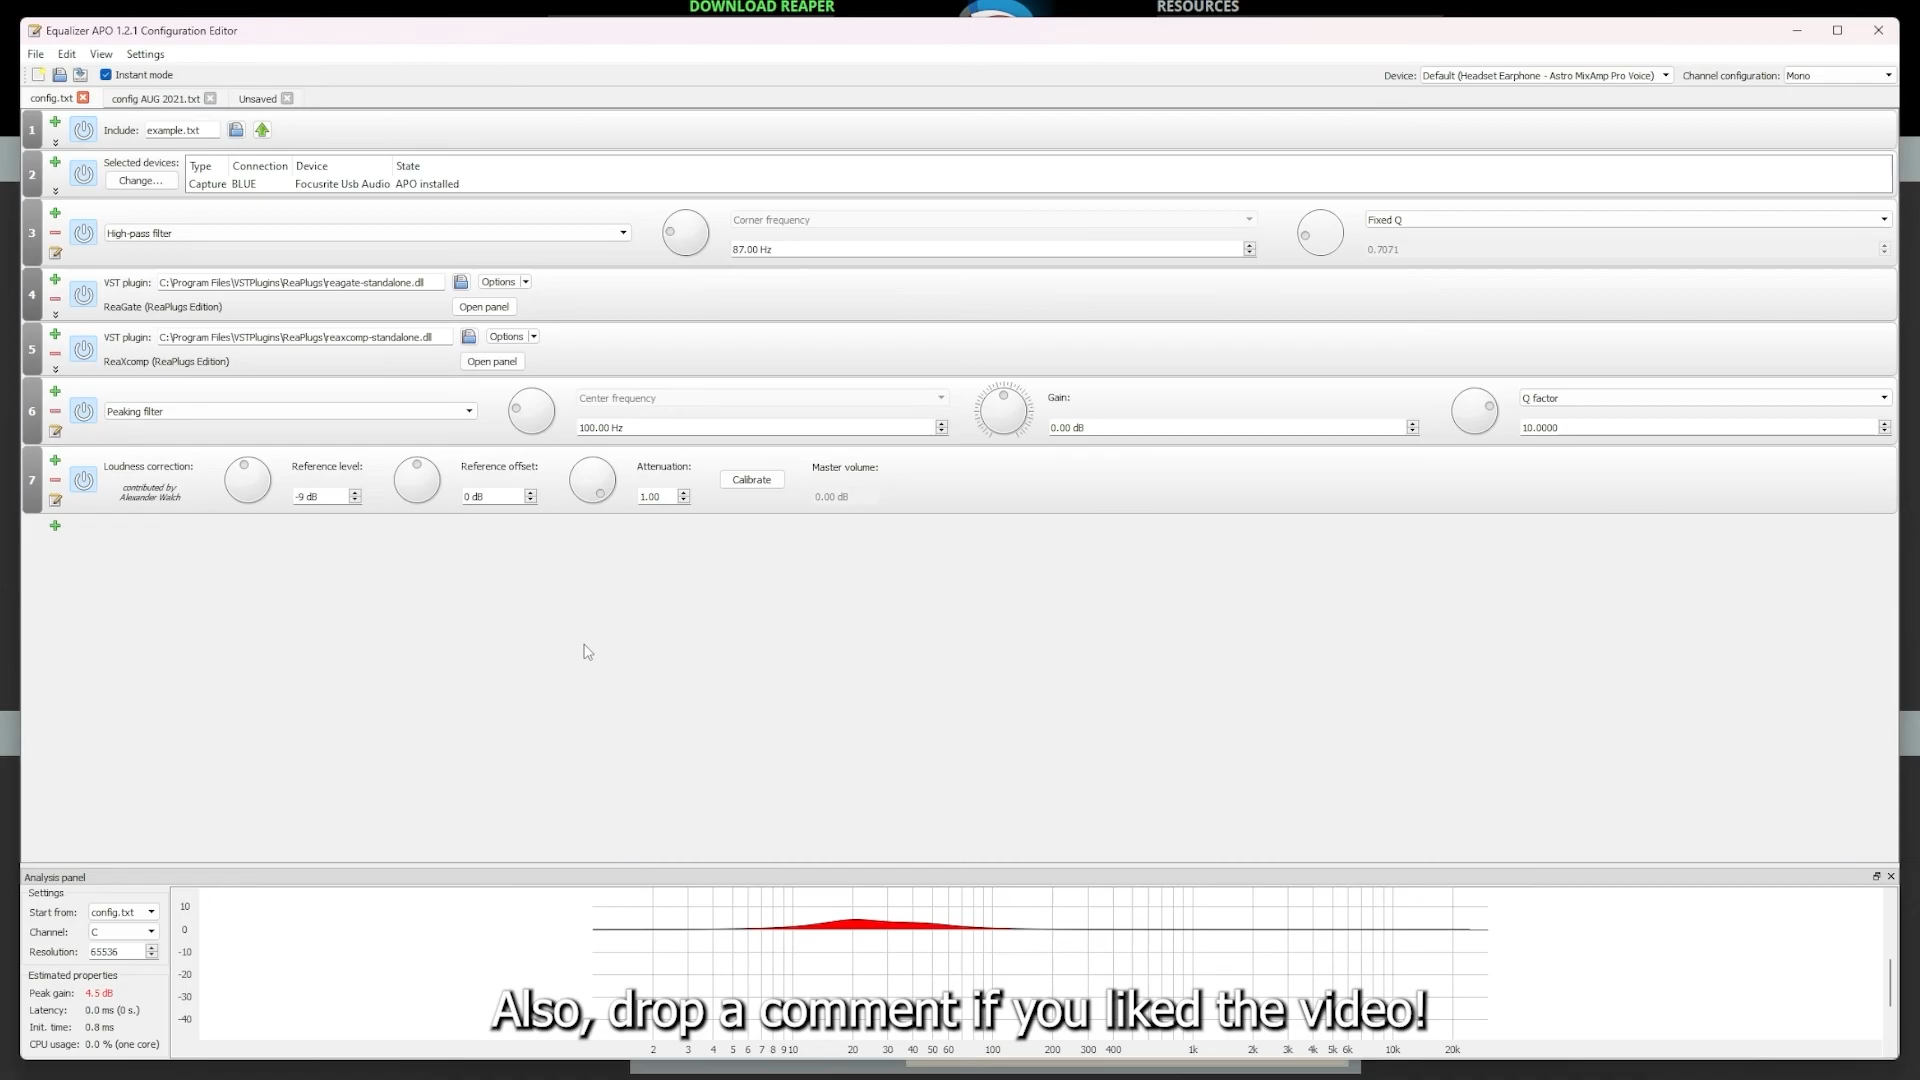 DOWNLOAD REAPER
RESOURCES
Equalizer APO 1.2.1 Configuration Editor
File Edit View Settings
Instant mode
Device: Default (Headset Earphone - Astro MixAmp Pro Voice) Channel configuration: Mono
config.txt config AUG 2021.txt Unsaved
1 Include: example.txt
2 Selected devices: Type Connection Device State
Change... Capture BLUE Focusrite Usb Audio APO installed
3 High-pass filter Corner frequency Fixed Q
87.00 Hz 0.7071
4 VST plugin: C:\Program Files\VSTPlugins\ReaPlugs\reagate-standalone.dll Options
ReaGate (ReaPlugs Edition) Open panel
5 VST plugin: C:\Program Files\VSTPlugins\ReaPlugs\reaxcomp-standalone.dll Options
ReaXcomp (ReaPlugs Edition) Open panel
6 Peaking filter Center frequency Gain: Q factor
100.00 Hz 0.00 dB 10.0000
7 Loudness correction: Reference level: Reference offset: Attenuation: Calibrate Master volume:
contributed by
Alexander Walch
-9 dB 0 dB 1.00 0.00 dB
Analysis panel
Settings
Start from: config.txt
Channel: C
Resolution: 65536
Estimated properties
Peak gain: 4.5 dB
Latency: 0.0 ms (0 s.)
Init. time: 0.8 ms
CPU usage: 0.0 % (one core)
10
0
-10
-20
-30
-40
Also, drop a comment if you liked the video!
2 3 4 5 6 7 8 9 10 20 30 40 50 60 100 200 300 400 1k 2k 3k 4k 5k 6k 10k 20k